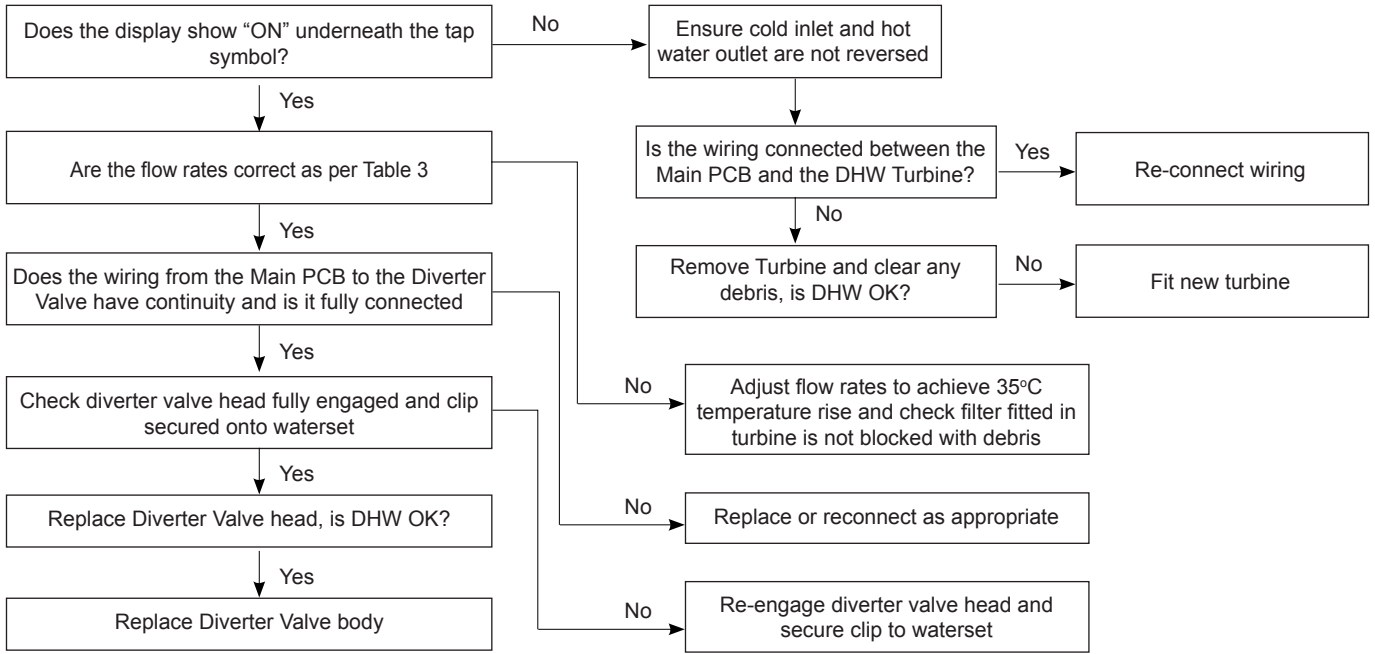 Does the display show “ON” underneath the tap
symbol?
No
Ensure cold inlet and hot
water outlet are not reversed
Yes
Are the flow rates correct as per Table 3
Is the wiring connected between the
Main PCB and the DHW Turbine?
Yes
Re-connect wiring
Yes
No
Does the wiring from the Main PCB to the Diverter
Valve have continuity and is it fully connected
Remove Turbine and clear any
debris, is DHW OK?
No
Fit new turbine
Yes
Check diverter valve head fully engaged and clip
secured onto waterset
No
Adjust flow rates to achieve 35°C
temperature rise and check filter fitted in
turbine is not blocked with debris
Yes
Replace Diverter Valve head, is DHW OK?
No
Replace or reconnect as appropriate
Yes
Replace Diverter Valve body
No
Re-engage diverter valve head and
secure clip to waterset